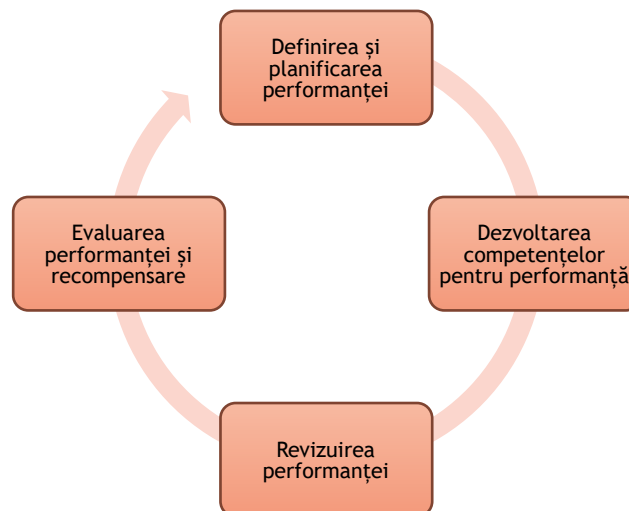 Definirea și
planificarea
performanței
Dezvoltarea
competențelor
pentru performanță
Revizuirea
performanței
Evaluarea
performanței și
recompensare